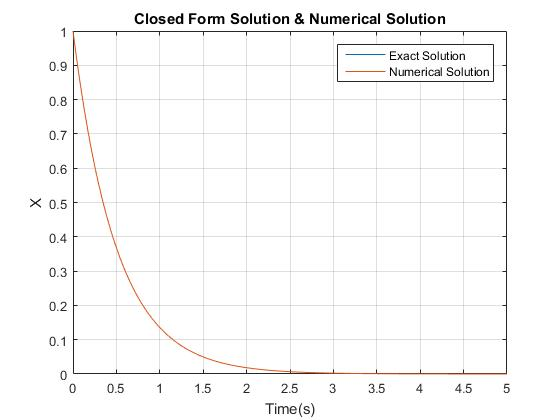 Closed Form Solution & Numerical Solution
Exact Solution
Numerical Solution
1
0.9
0.8
0.7
0.6
0.5
0.4
0.3
0.2
0.1
0
X
0 0.5 1 1.5 2 2.5 3 3.5 4 4.5 5
Time(s)